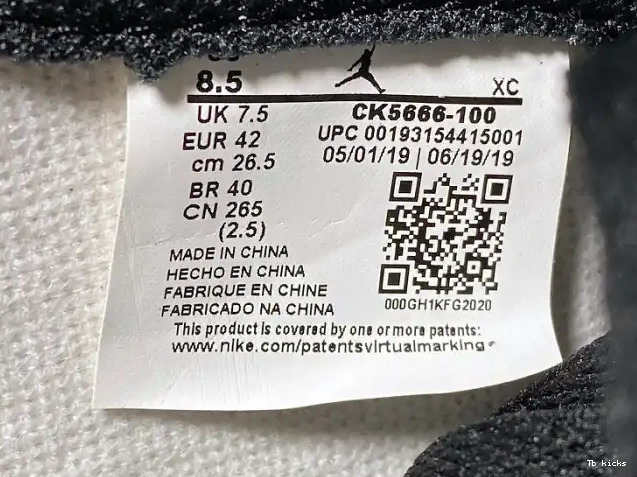 8.5 XC
UK 7.5 CK5666-100
EUR 42 UPC 00193154415001
cm 26.5 05/01/19 | 06/19/19
BR 40
CN 265
(2.5)
MADE IN CHINA
HECHO EN CHINA
FABRIQUE EN CHINE 000GH1KFG2020
FABRICADO NA CHINA
This product is covered by one or more patents:
www.nike.com/patentsvirtualmarking
Tb kicks